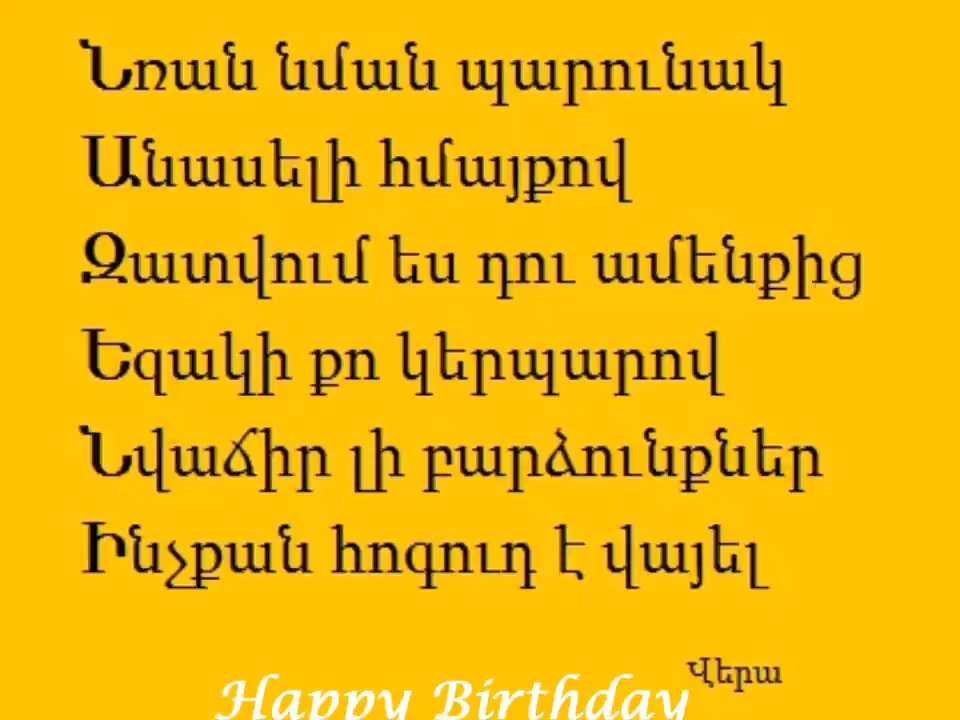 Նռան նման պարունակ
Անասելի հմայքով
Զատվում ես դու ամենքից
Եզակի քո կերպարով
Նվաճիր լի բարձունքներ
Ինչքան հոգուդ է վայել
Վերա
Happy Birthday